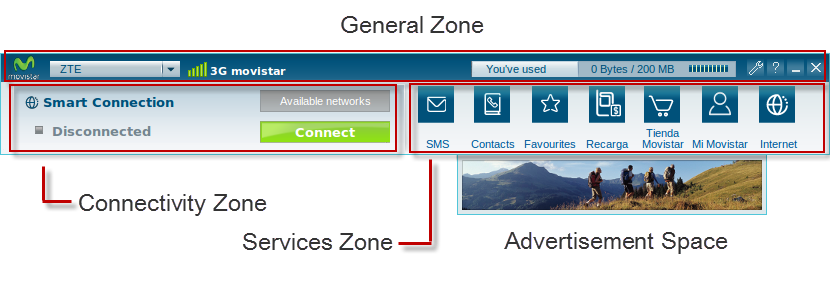 General Zone
movistar
ZTE
3G movistar
You've used
0 Bytes / 200 MB
?
Smart Connection
Available networks
Disconnected
Connect
SMS
Contacts
Favourites
Recarga
Tienda
Movistar
Mi Movistar
Internet
Connectivity Zone
Services Zone
Advertisement Space